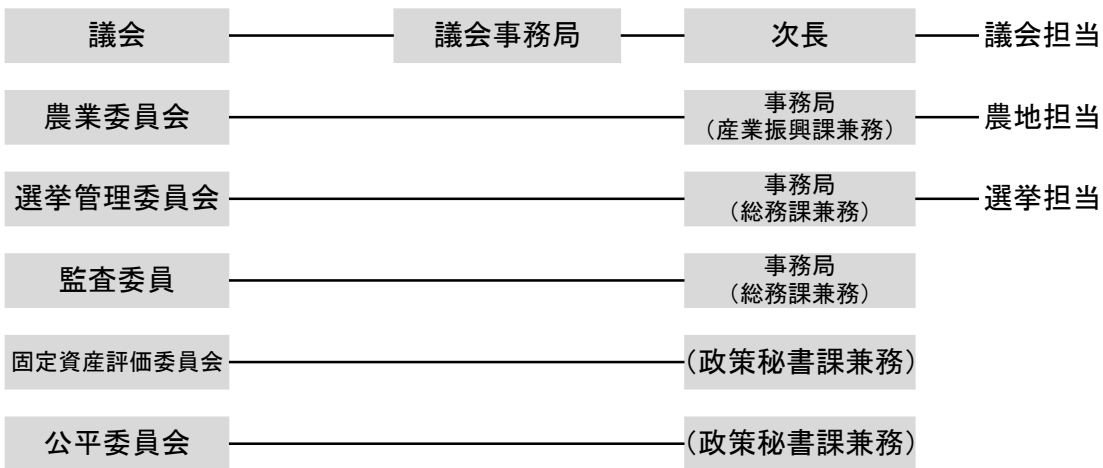 議会 議会事務局 次長 議会担当
農業委員会 事務局 農地担当
(産業振興課兼務)
選挙管理委員会 事務局 選挙担当
(総務課兼務)
監査委員 事務局
(総務課兼務)
固定資産評価委員会 (政策秘書課兼務)
公平委員会 (政策秘書課兼務)